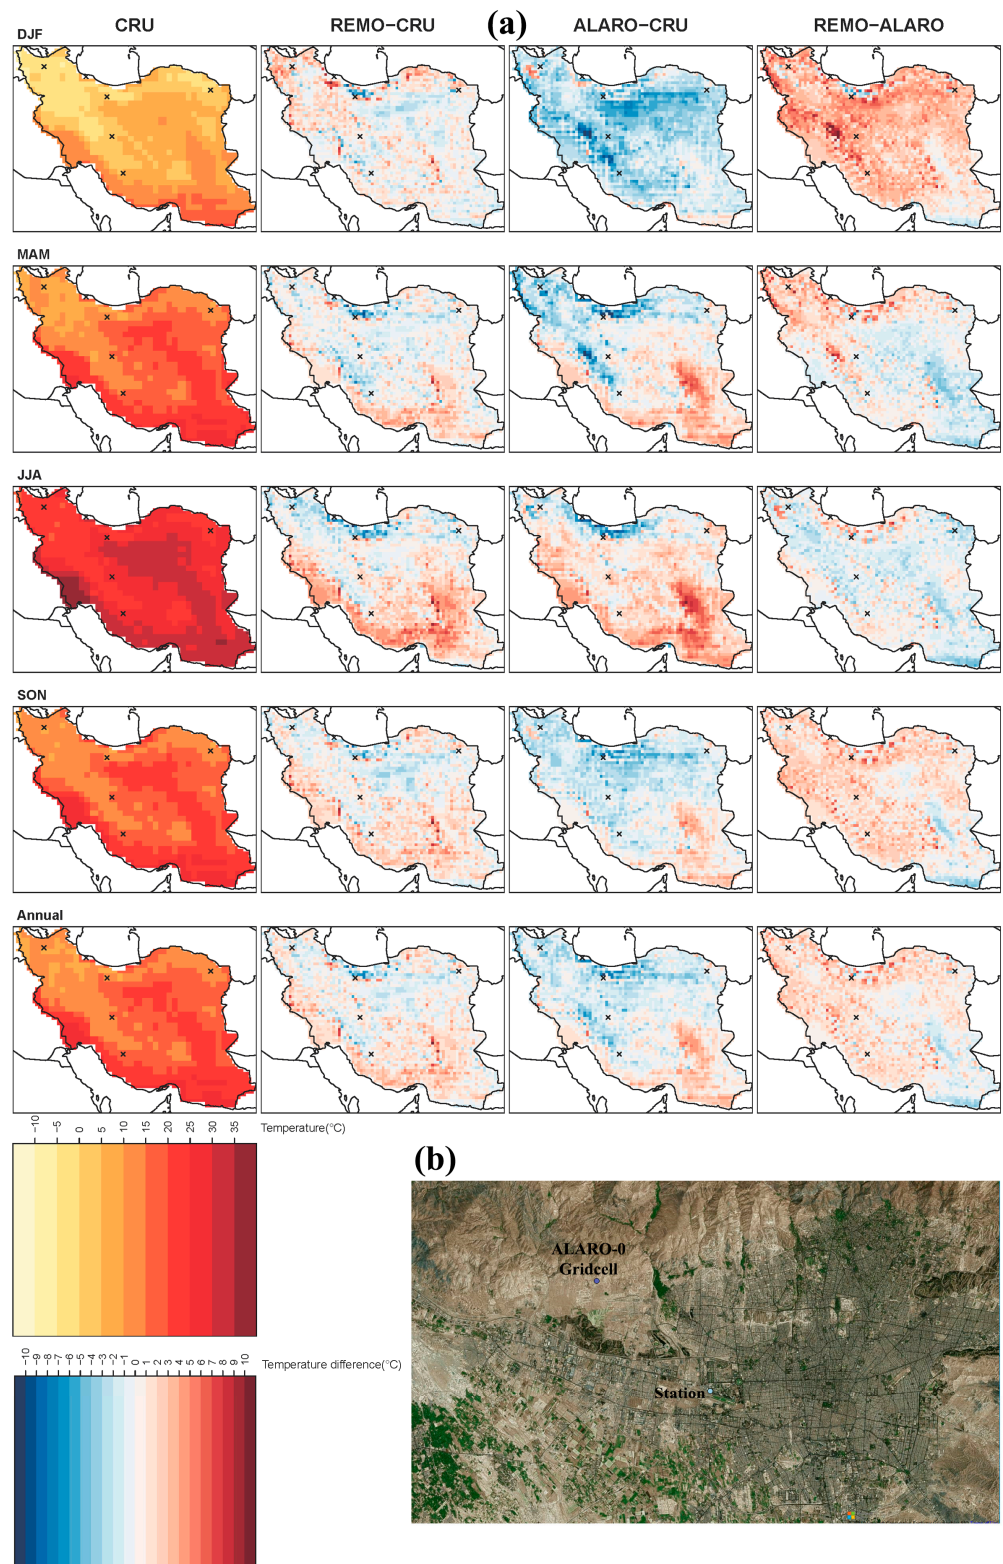 (a)
CRU REMO−CRU ALARO−CRU REMO−ALARO
DJF
MAM
JJA
SON
Annual
−10 −5 0 5 10 15 20 25 30 35 Temperature(°C)
(b)
ALARO-0
Gridcell
Station
−10 −9 −8 −7 −6 −5 −4 −3 −2 −1 0 1 2 3 4 5 6 7 8 9 10 Temperature difference(°C)